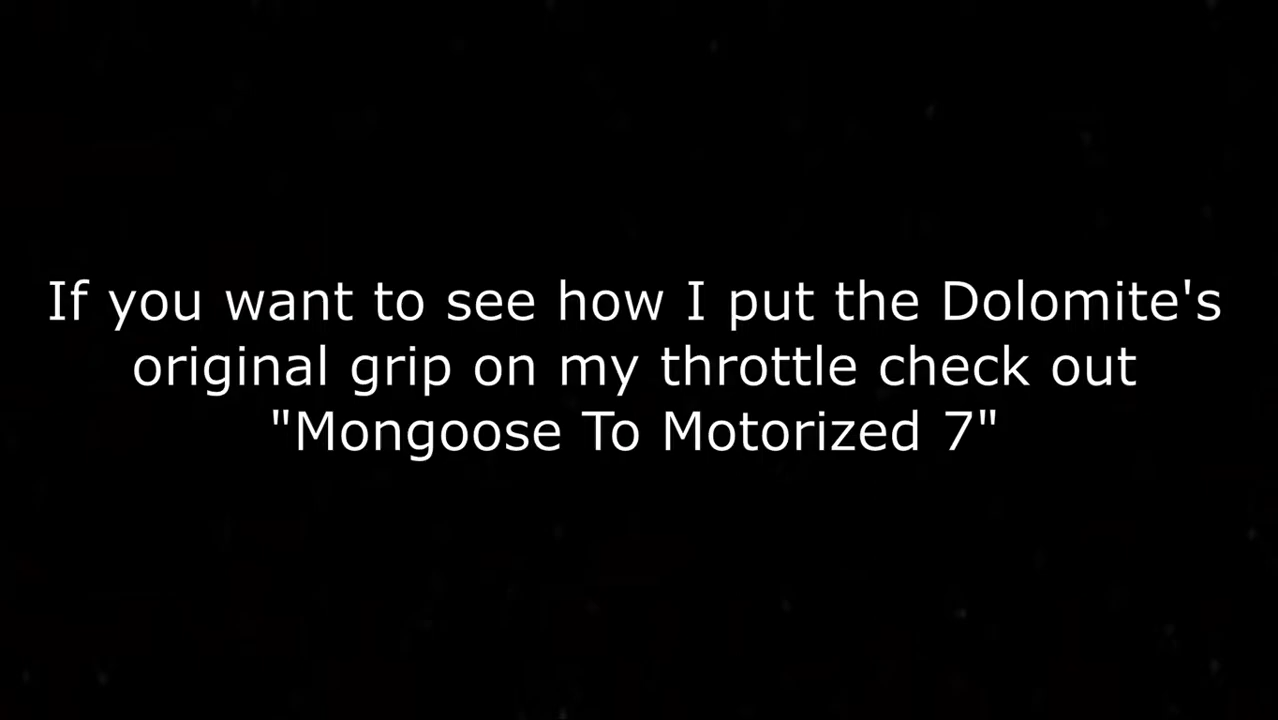 If you want to see how I put the Dolomite's
original grip on my throttle check out
"Mongoose To Motorized 7"